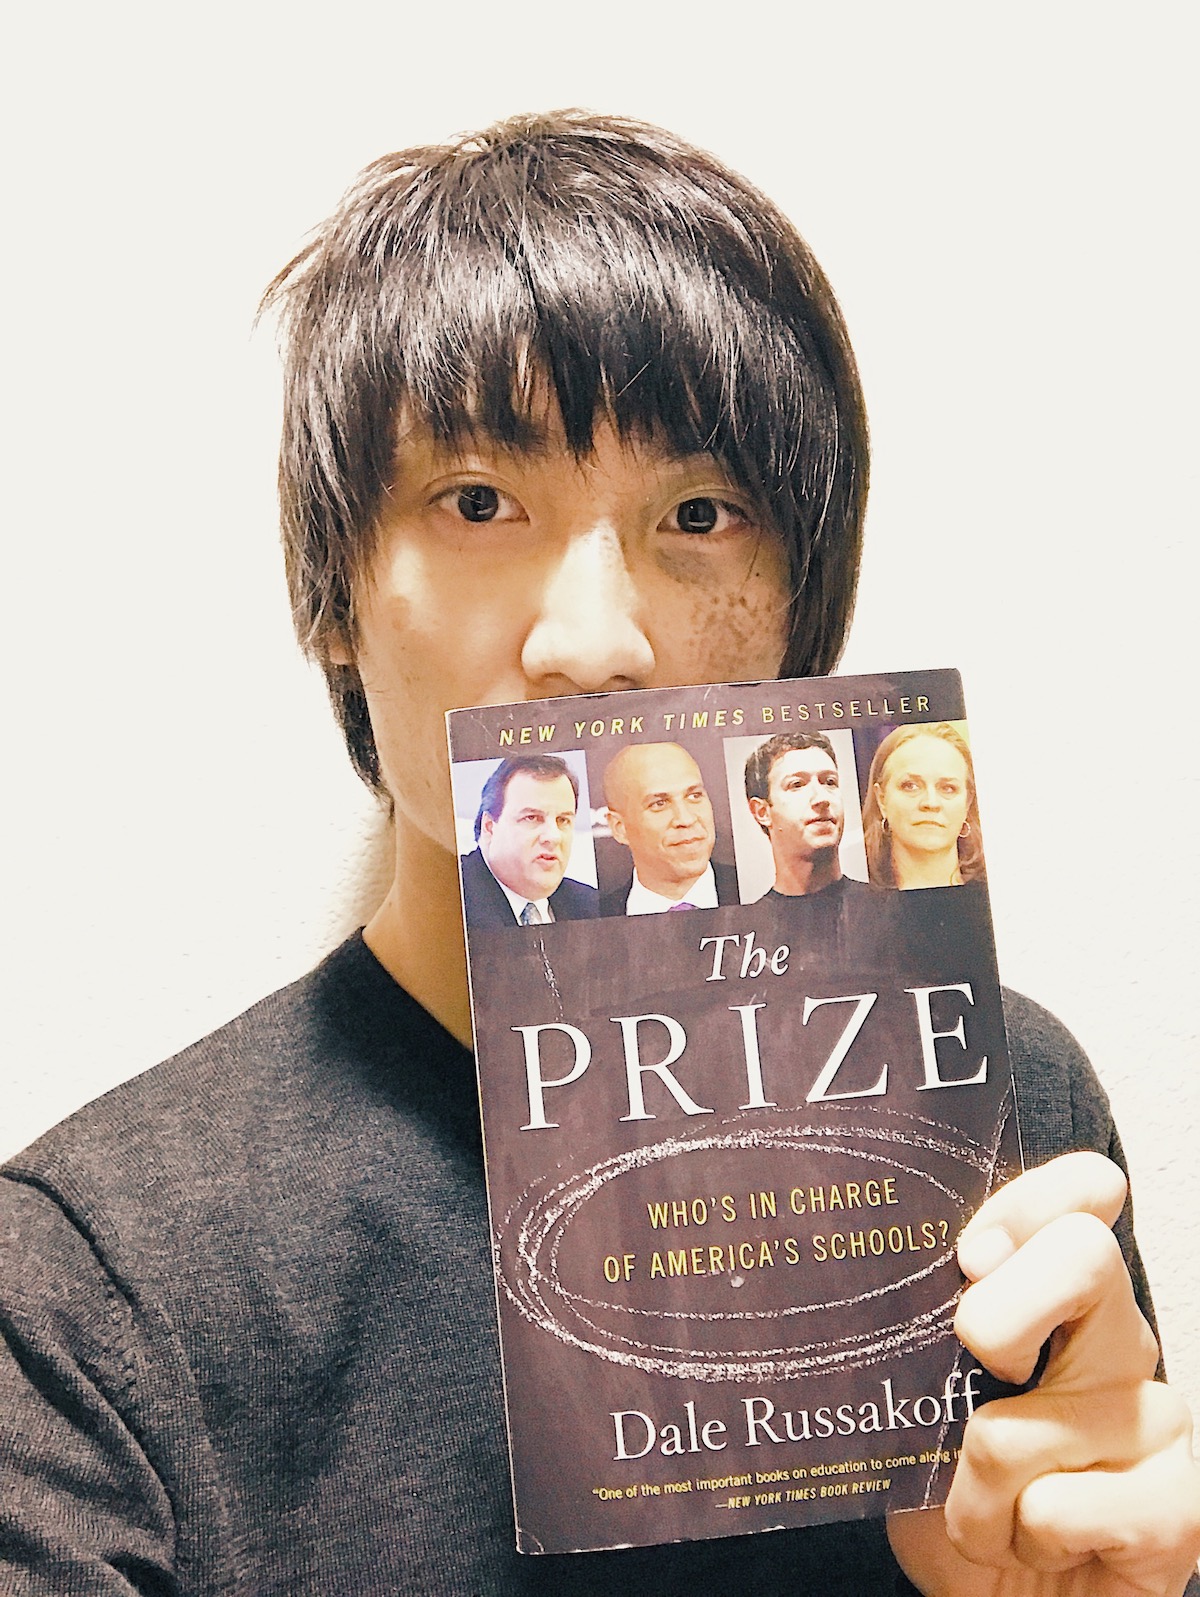 NEW YORK TIMES BESTSELLER
The
PRIZE
WHO'S IN CHARGE
OF AMERICA'S SCHOOLS?
Dale Russakoff
"One of the most important books on education to come along in
—NEW YORK TIMES BOOK REVIEW